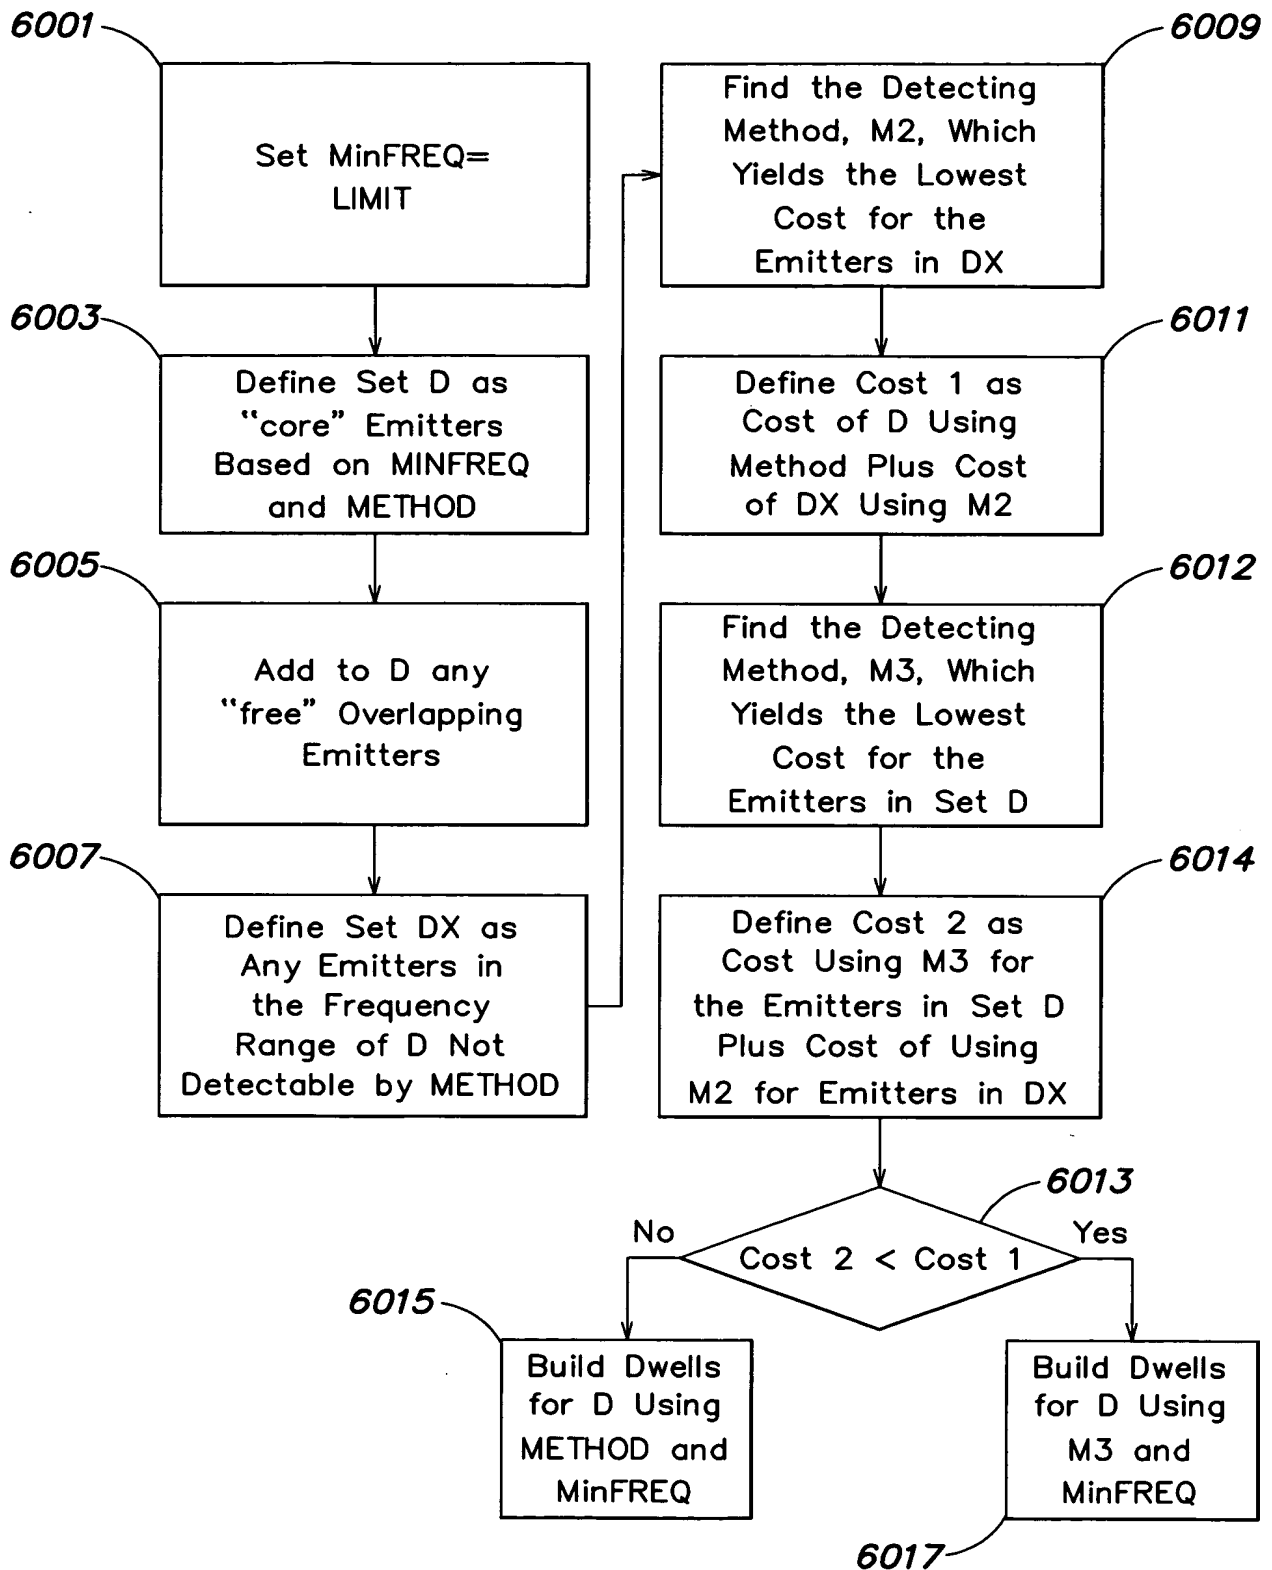 6001
Set MinFREQ=
LIMIT
6003
Define Set D as
“core” Emitters
Based on MINFREQ
and METHOD
6005
Add to D any
“free” Overlapping
Emitters
6007
Define Set DX as
Any Emitters in
the Frequency
Range of D Not
Detectable by METHOD
6009
Find the Detecting
Method, M2, Which
Yields the Lowest
Cost for the
Emitters in DX
6011
Define Cost 1 as
Cost of D Using
Method Plus Cost
of DX Using M2
6012
Find the Detecting
Method, M3, Which
Yields the Lowest
Cost for the
Emitters in Set D
6014
Define Cost 2 as
Cost Using M3 for
the Emitters in Set D
Plus Cost of Using
M2 for Emitters in DX
6013
No
Yes
Cost 2 < Cost 1
6015
Build Dwells
for D Using
METHOD and
MinFREQ
Build Dwells
for D Using
M3 and
MinFREQ
6017